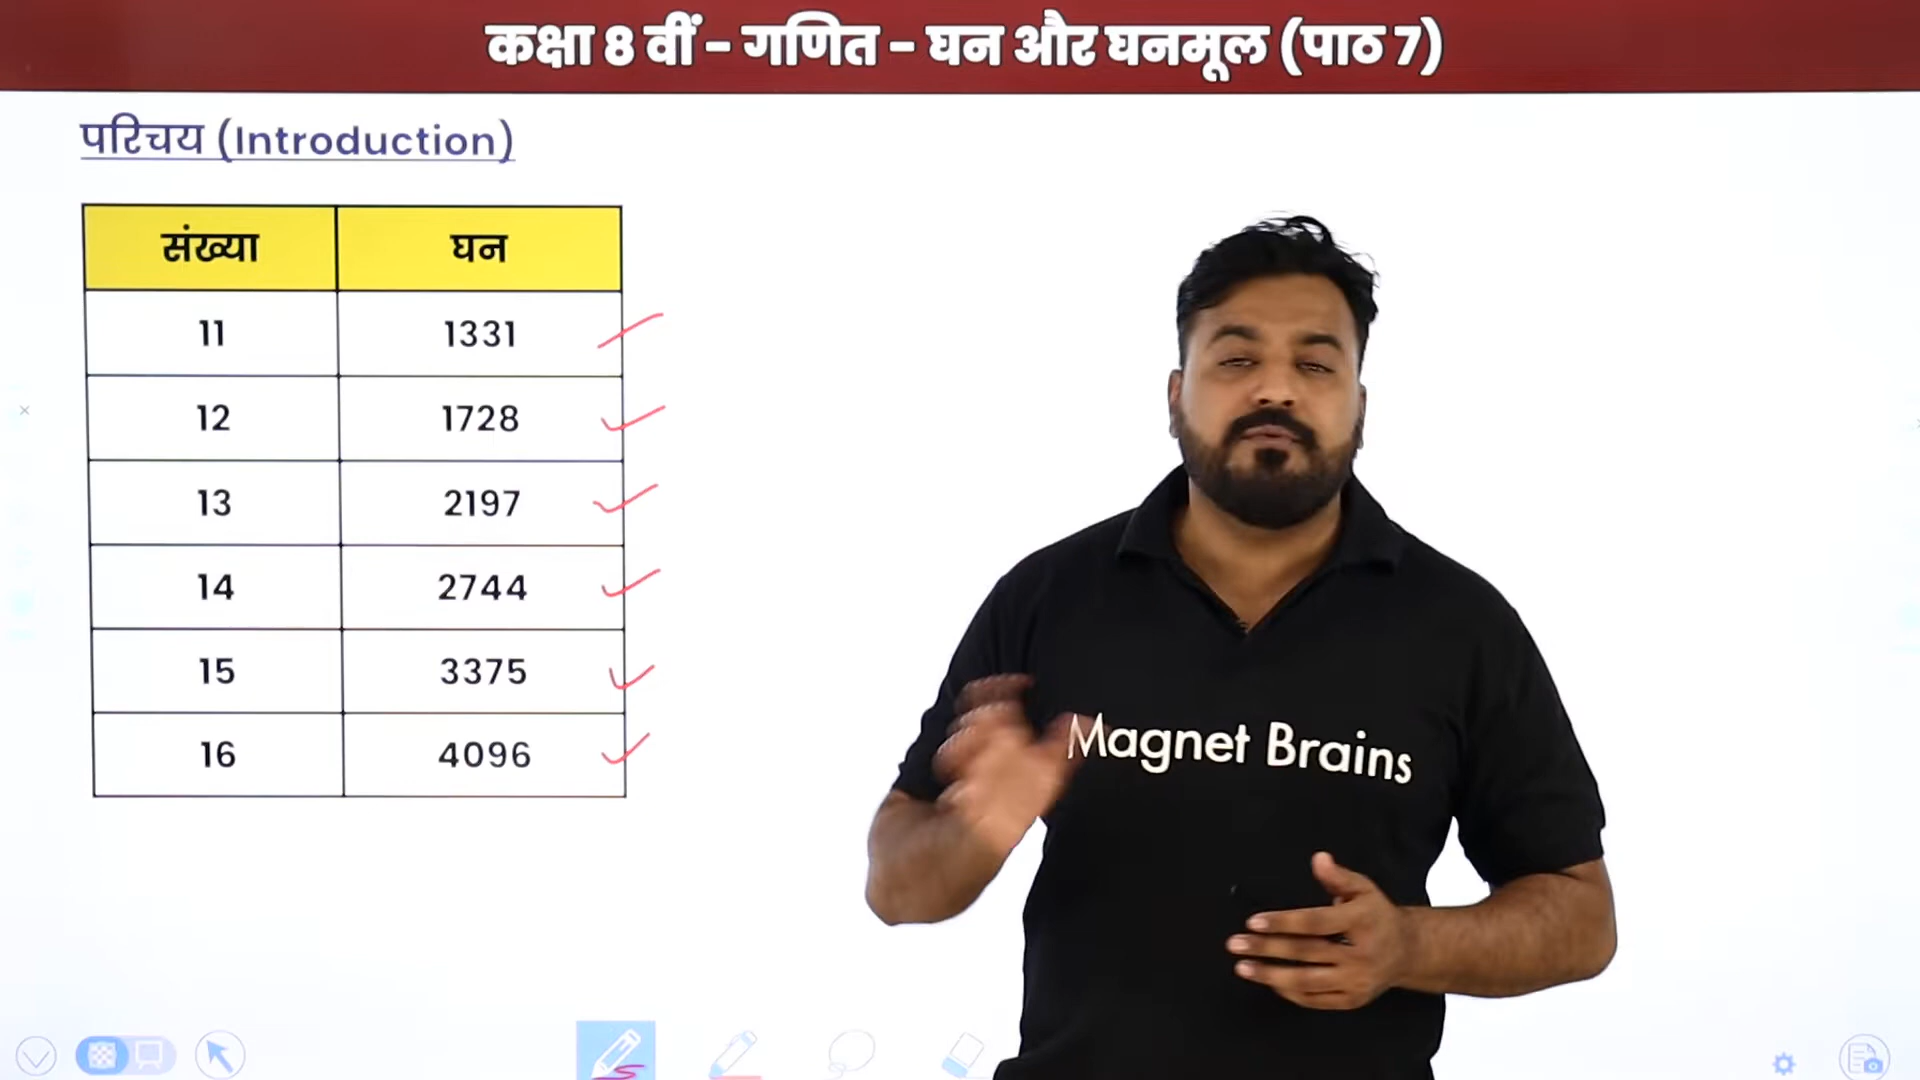 कक्षा 8 वीं - गणित - घन और घनमूल (पाठ 7)
परिचय (Introduction)
संख्या घन
11 1331
12 1728
13 2197
14 2744
15 3375
16 4096
Magnet Brains